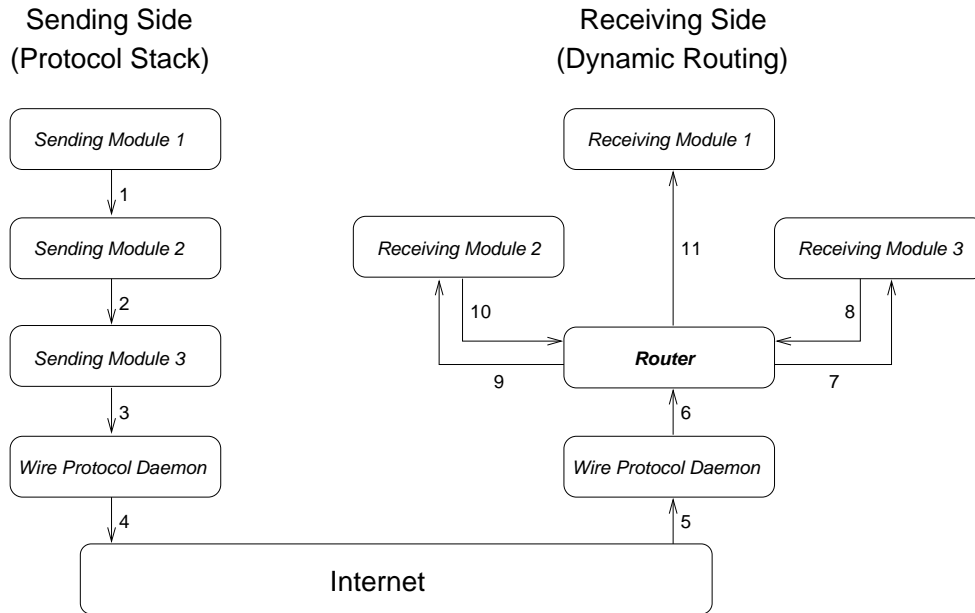 Sending Side
(Protocol Stack)
Receiving Side
(Dynamic Routing)
Sending Module 1
Receiving Module 1
1
Sending Module 2
Receiving Module 2
11
Receiving Module 3
2
10
8
Sending Module 3
Router
9
7
3
6
Wire Protocol Daemon
Wire Protocol Daemon
4
5
Internet